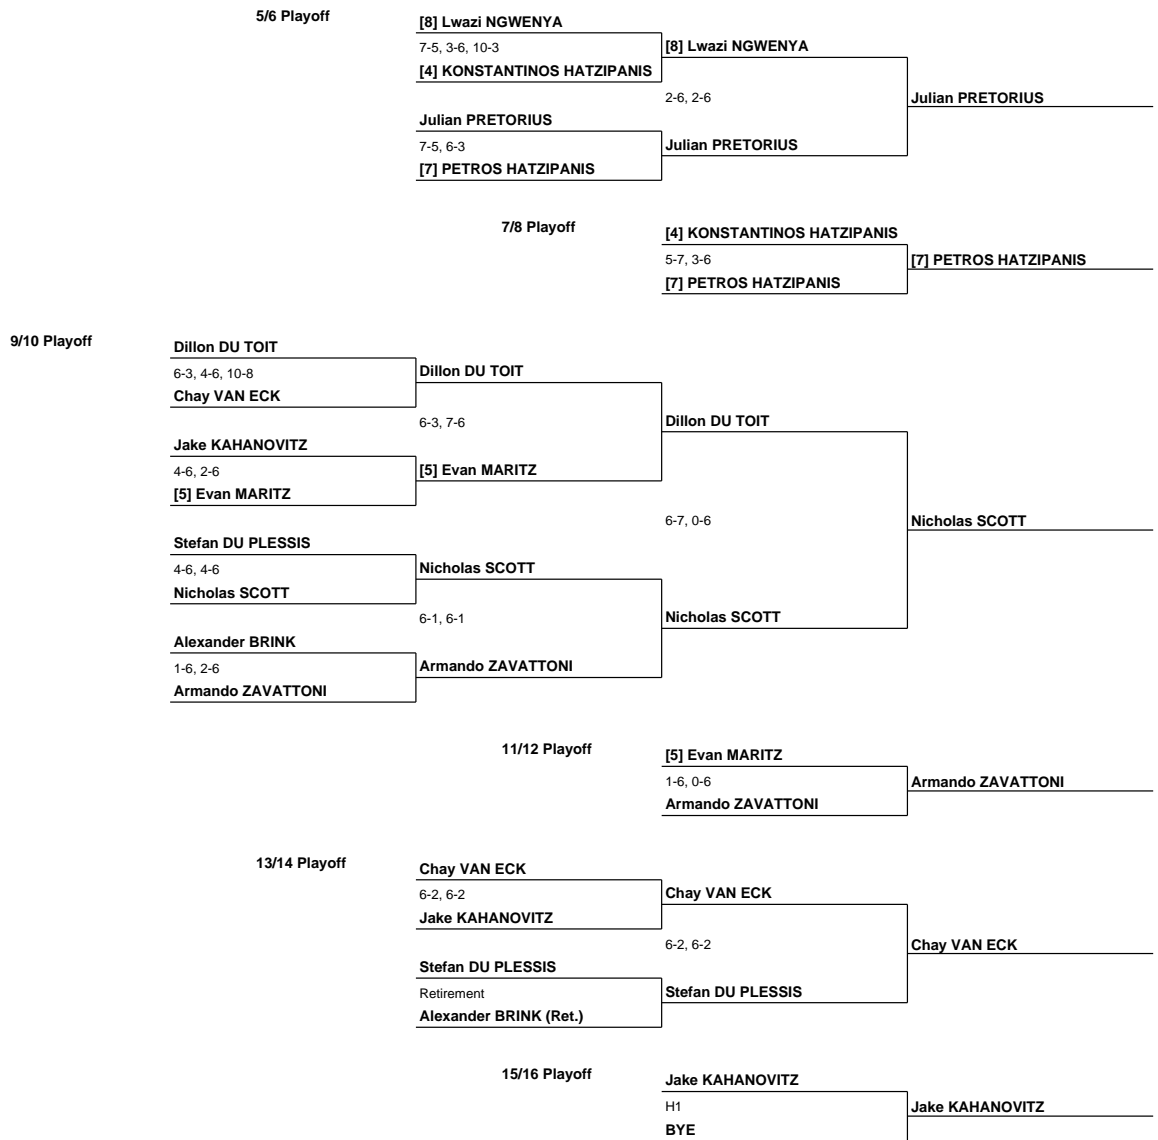 5/6 Playoff
[8] Lwazi NGWENYA
7-5, 3-6, 10-3
[8] Lwazi NGWENYA
[4] KONSTANTINOS HATZIPANIS
2-6, 2-6
Julian PRETORIUS
Julian PRETORIUS
7-5, 6-3
Julian PRETORIUS
[7] PETROS HATZIPANIS
7/8 Playoff
[4] KONSTANTINOS HATZIPANIS
5-7, 3-6
[7] PETROS HATZIPANIS
[7] PETROS HATZIPANIS
9/10 Playoff
Dillon DU TOIT
6-3, 4-6, 10-8
Dillon DU TOIT
Chay VAN ECK
6-3, 7-6
Dillon DU TOIT
Jake KAHANOVITZ
4-6, 2-6
[5] Evan MARITZ
[5] Evan MARITZ
6-7, 0-6
Nicholas SCOTT
Stefan DU PLESSIS
4-6, 4-6
Nicholas SCOTT
Nicholas SCOTT
6-1, 6-1
Nicholas SCOTT
Alexander BRINK
1-6, 2-6
Armando ZAVATTONI
Armando ZAVATTONI
11/12 Playoff
[5] Evan MARITZ
1-6, 0-6
Armando ZAVATTONI
Armando ZAVATTONI
13/14 Playoff
Chay VAN ECK
6-2, 6-2
Chay VAN ECK
Jake KAHANOVITZ
6-2, 6-2
Chay VAN ECK
Stefan DU PLESSIS
Retirement
Stefan DU PLESSIS
Alexander BRINK (Ret.)
15/16 Playoff
Jake KAHANOVITZ
H1
Jake KAHANOVITZ
BYE